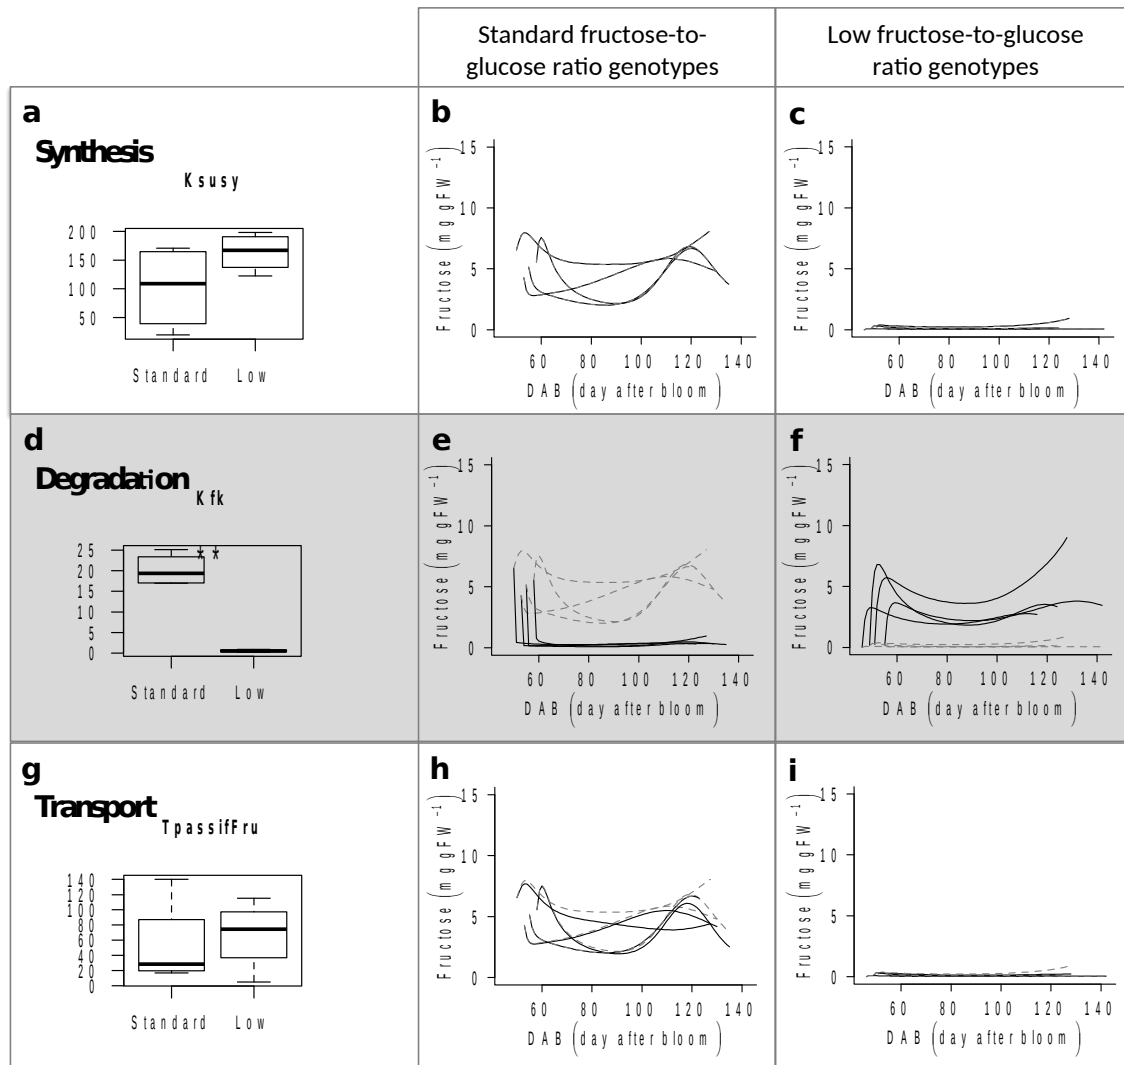 Standard fructose-to-
glucose ratio genotypes
Low fructose-to-glucose
ratio genotypes
a
Synthesis
Ksusy
200
150
100
50
Standard Low
b
Fructose (mg gFW⁻¹)
15
10
5
0
60 80 100 120 140
DAB (day after bloom)
c
Fructose (mg gFW⁻¹)
15
10
5
0
60 80 100 120 140
DAB (day after bloom)
d
Degradation
Kfk
**
25
20
15
10
5
0
Standard Low
e
Fructose (mg gFW⁻¹)
15
10
5
0
60 80 100 120 140
DAB (day after bloom)
f
Fructose (mg gFW⁻¹)
15
10
5
0
60 80 100 120 140
DAB (day after bloom)
g
Transport
TpassifFru
140
120
100
80
60
40
20
0
Standard Low
h
Fructose (mg gFW⁻¹)
15
10
5
0
60 80 100 120 140
DAB (day after bloom)
i
Fructose (mg gFW⁻¹)
15
10
5
0
60 80 100 120 140
DAB (day after bloom)